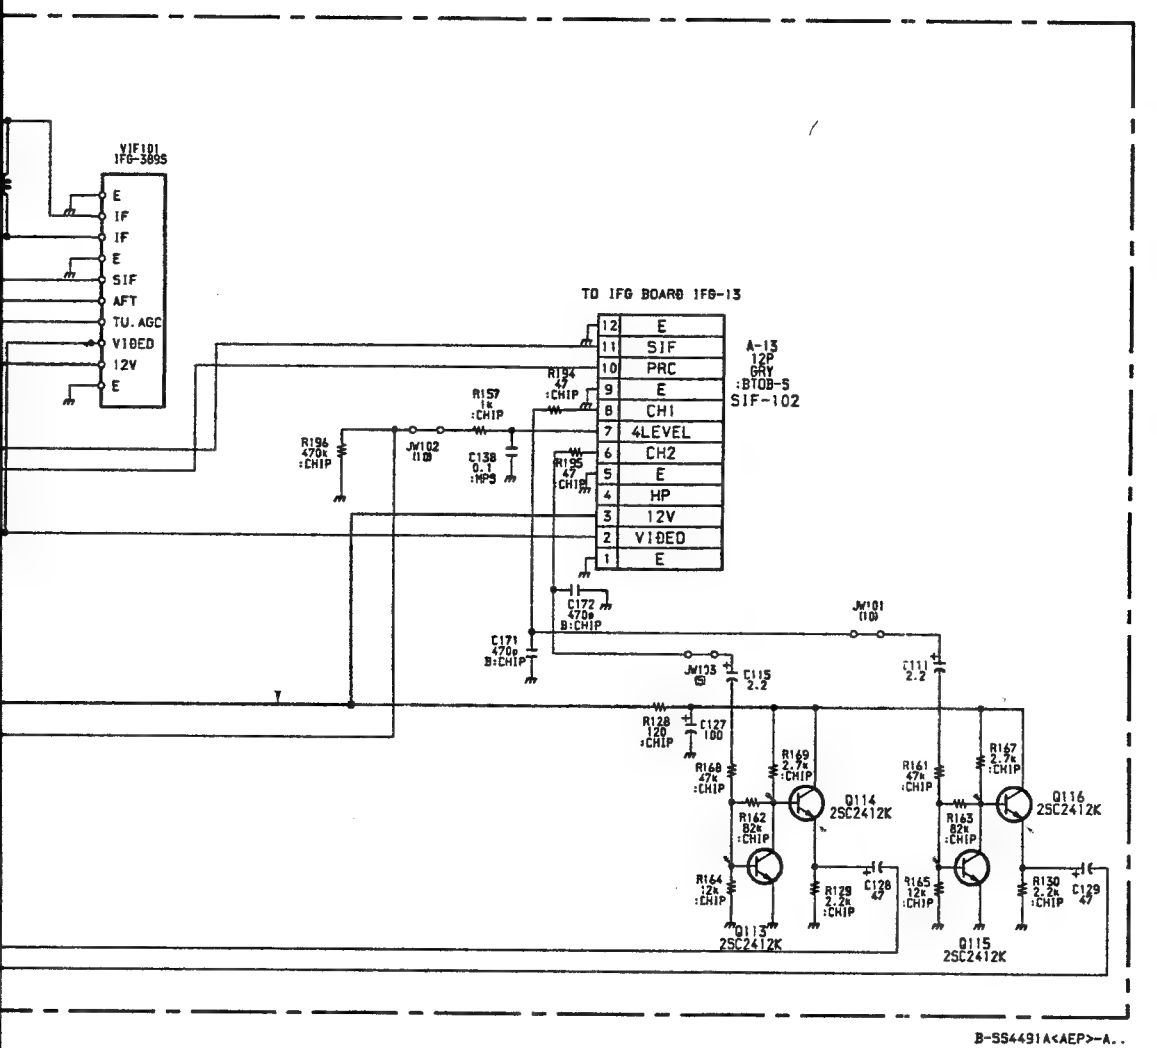 VIF101
IFG-389S
E
IF
IF
E
SIF
AFT
TU.AGC
VIDEO
12V
E
TO IFG BOARD IFG-13
12 E
11 SIF
10 PRC
9 E
8 CH1
7 4LEVEL
6 CH2
5 E
4 HP
3 12V
2 VIDEO
1 E
A-13
12P
GRY
:BTOB-S
SIF-102
R194
47
:CHIP
R157
1k
:CHIP
R196
470k
:CHIP
JW102
(10)
C138
0.1
:MPS
R195
47
:CHIP
C172
470p
B:CHIP
C171
470p
B:CHIP
JW101
(10)
JW103
(5)
C115
2.2
C111
2.2
R128
120
:CHIP
C127
100
R168
47k
:CHIP
R169
2.7k
:CHIP
R161
47k
:CHIP
R167
2.7k
:CHIP
Q114
2SC2412K
Q116
2SC2412K
R162
82k
:CHIP
R163
82k
:CHIP
R164
12k
:CHIP
R129
2.2k
:CHIP
C128
47
R165
12k
:CHIP
R130
2.2k
:CHIP
C129
47
Q113
2SC2412K
Q115
2SC2412K
B-SS4491A<AEP>-A..